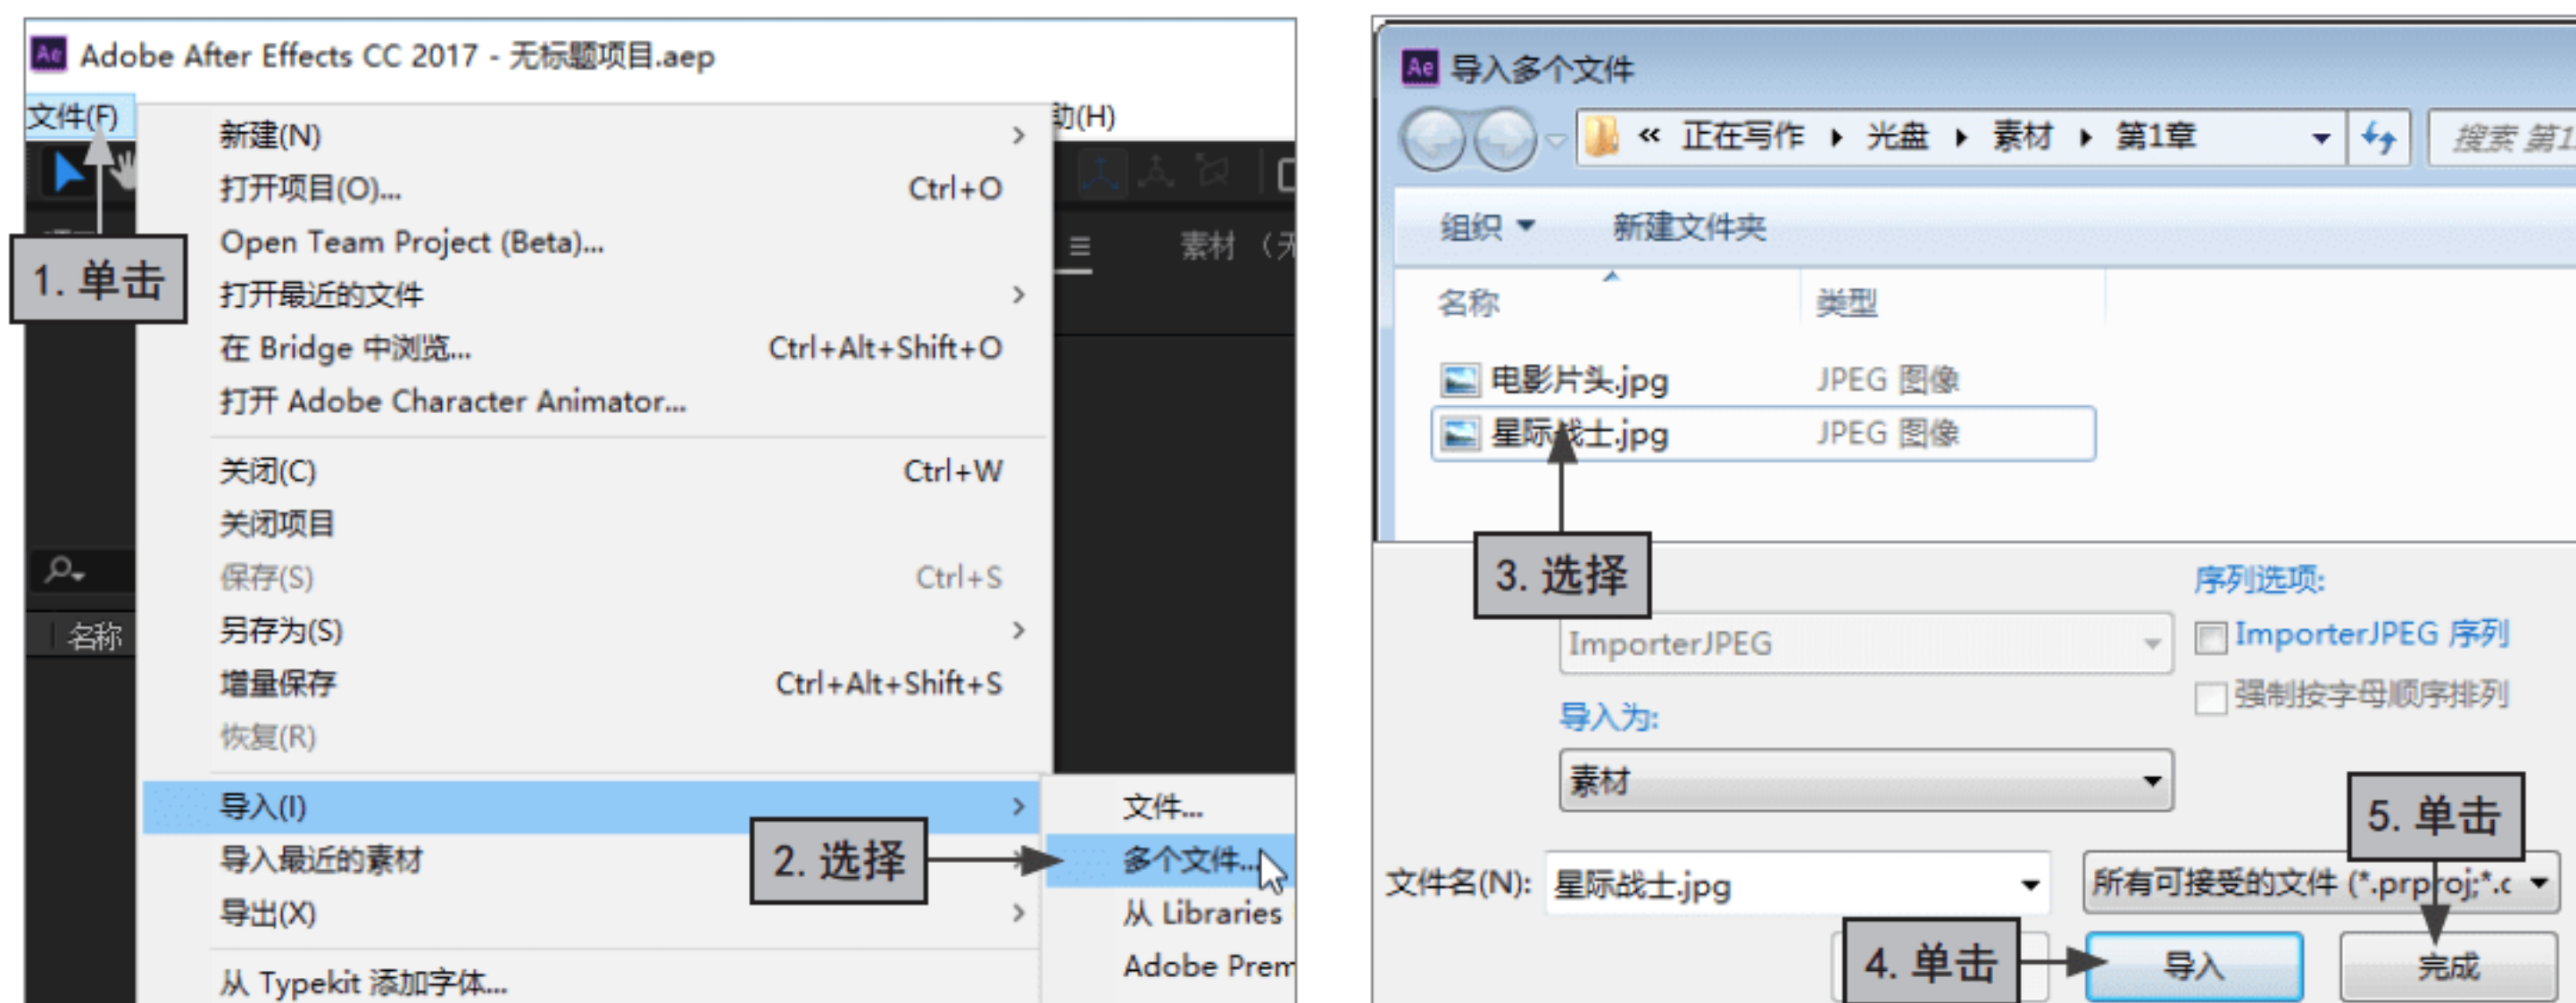 Ae Adobe After Effects CC 2017 - 无标题项目.aep
文件(F)
助(H)
新建(N)
打开项目(O)... Ctrl+O
Open Team Project (Beta)...
打开最近的文件
在 Bridge 中浏览... Ctrl+Alt+Shift+O
打开 Adobe Character Animator...
关闭(C) Ctrl+W
关闭项目
保存(S) Ctrl+S
另存为(S)
增量保存 Ctrl+Alt+Shift+S
恢复(R)
导入(I)
导入最近的素材
导出(X)
从 Typekit 添加字体...
1. 单击
素材
名称
2. 选择
文件...
多个文件...
从 Libraries
Adobe Prem
Ae 导入多个文件
« 正在写作 光盘 素材 第1章
搜索 第1
组织 新建文件夹
名称 类型
电影片头.jpg JPEG 图像
星际战士.jpg JPEG 图像
3. 选择
序列选项:
ImporterJPEG
ImporterJPEG 序列
强制按字母顺序排列
导入为:
素材
5. 单击
文件名(N): 星际战士.jpg
所有可接受的文件 (*.prproj;*.c
4. 单击
导入 完成